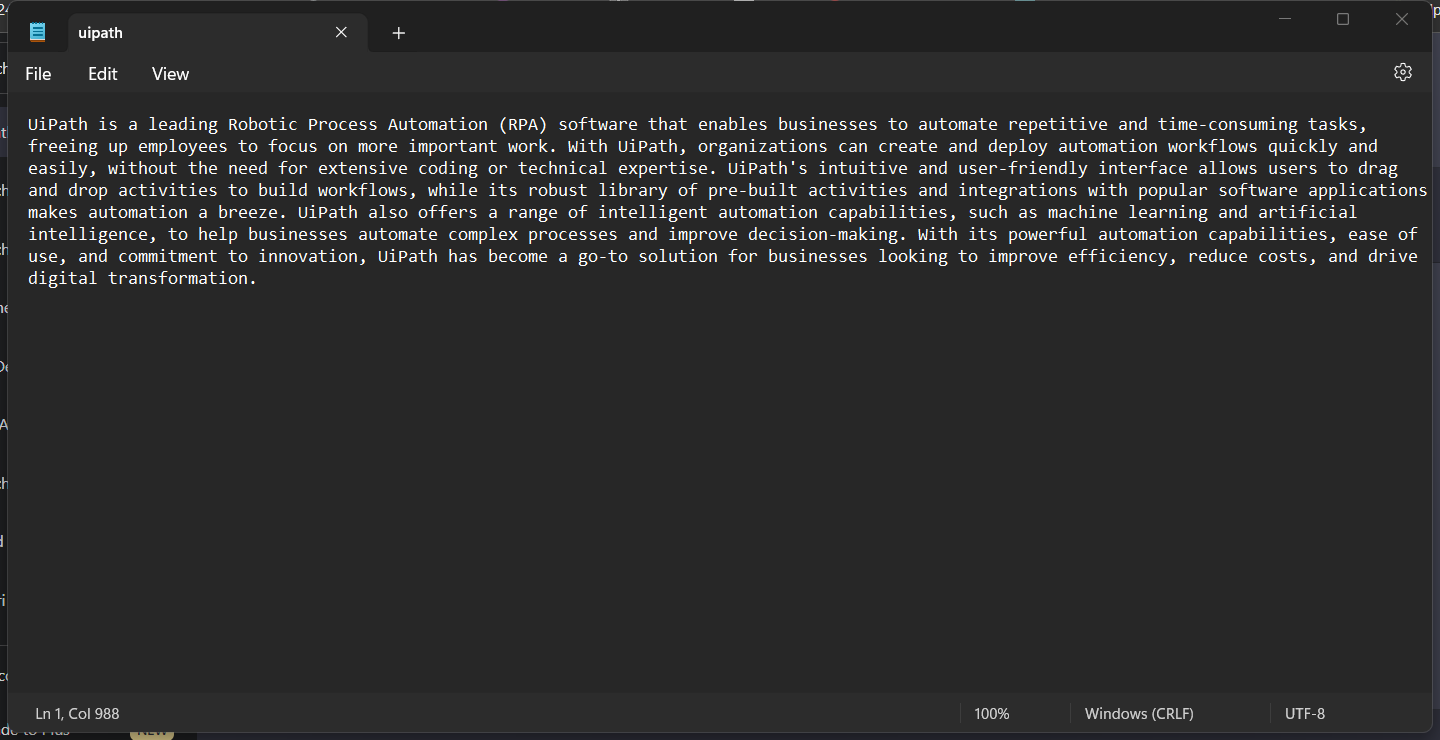 uipath
File Edit View
UiPath is a leading Robotic Process Automation (RPA) software that enables businesses to automate repetitive and time-consuming tasks,
freeing up employees to focus on more important work. With UiPath, organizations can create and deploy automation workflows quickly and
easily, without the need for extensive coding or technical expertise. UiPath's intuitive and user-friendly interface allows users to drag
and drop activities to build workflows, while its robust library of pre-built activities and integrations with popular software applications
makes automation a breeze. UiPath also offers a range of intelligent automation capabilities, such as machine learning and artificial
intelligence, to help businesses automate complex processes and improve decision-making. With its powerful automation capabilities, ease of
use, and commitment to innovation, UiPath has become a go-to solution for businesses looking to improve efficiency, reduce costs, and drive
digital transformation.
Ln 1, Col 988 100% Windows (CRLF) UTF-8